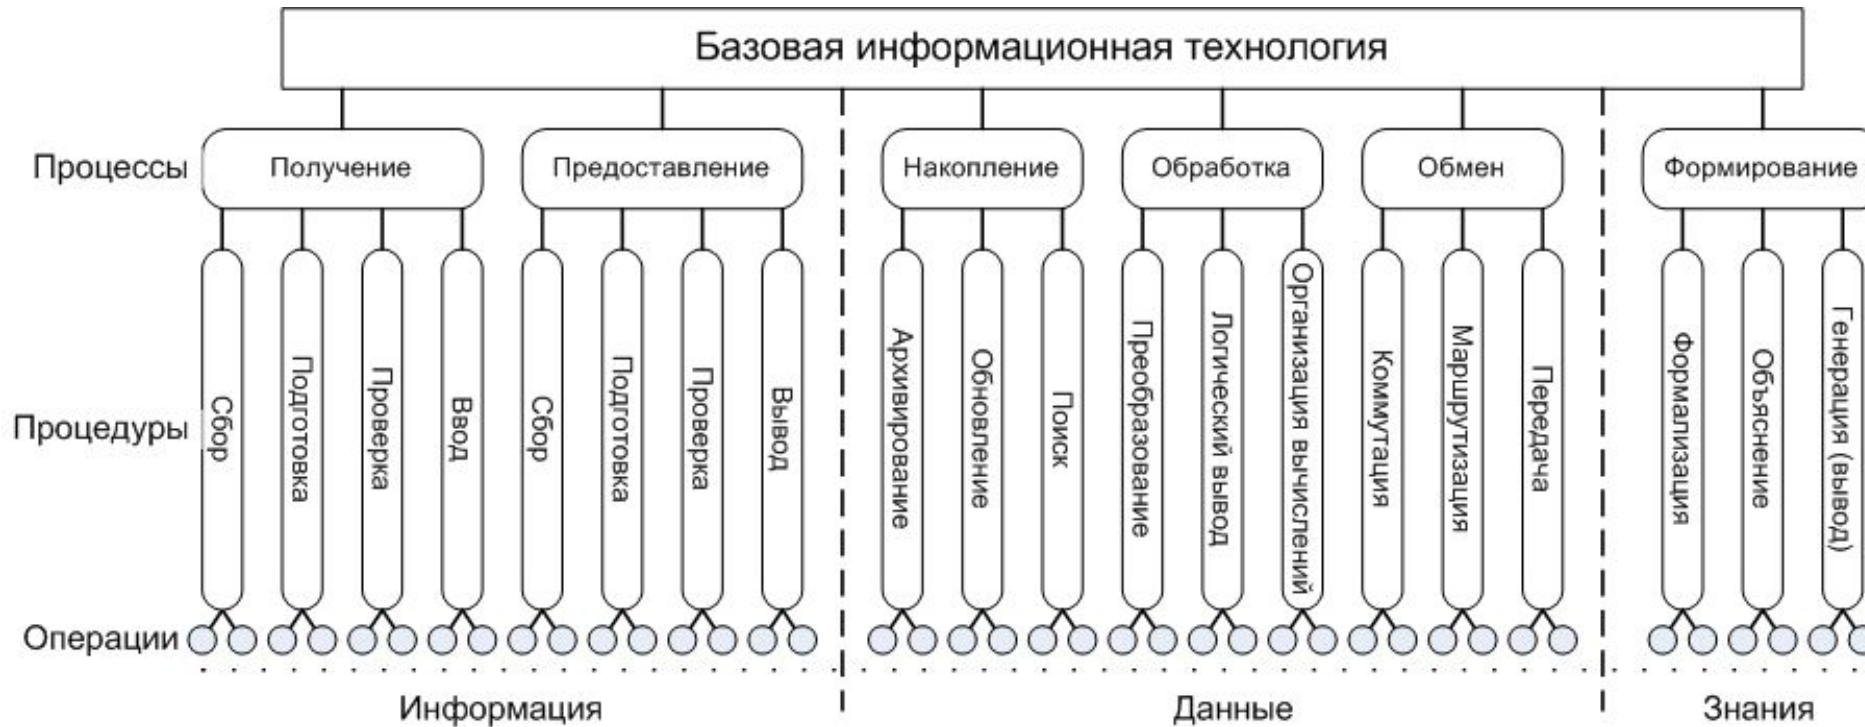 Базовая информационная технология
Процессы
Получение
Предоставление
Накопление
Обработка
Обмен
Формирование
Процедуры
Сбор
Подготовка
Проверка
Ввод
Сбор
Подготовка
Проверка
Вывод
Архивирование
Обновление
Поиск
Преобразование
Логический вывод
Организация вычислений
Коммутация
Маршрутизация
Передача
Формализация
Объяснение
Генерация (вывод)
Операции
Информация
Данные
Знания